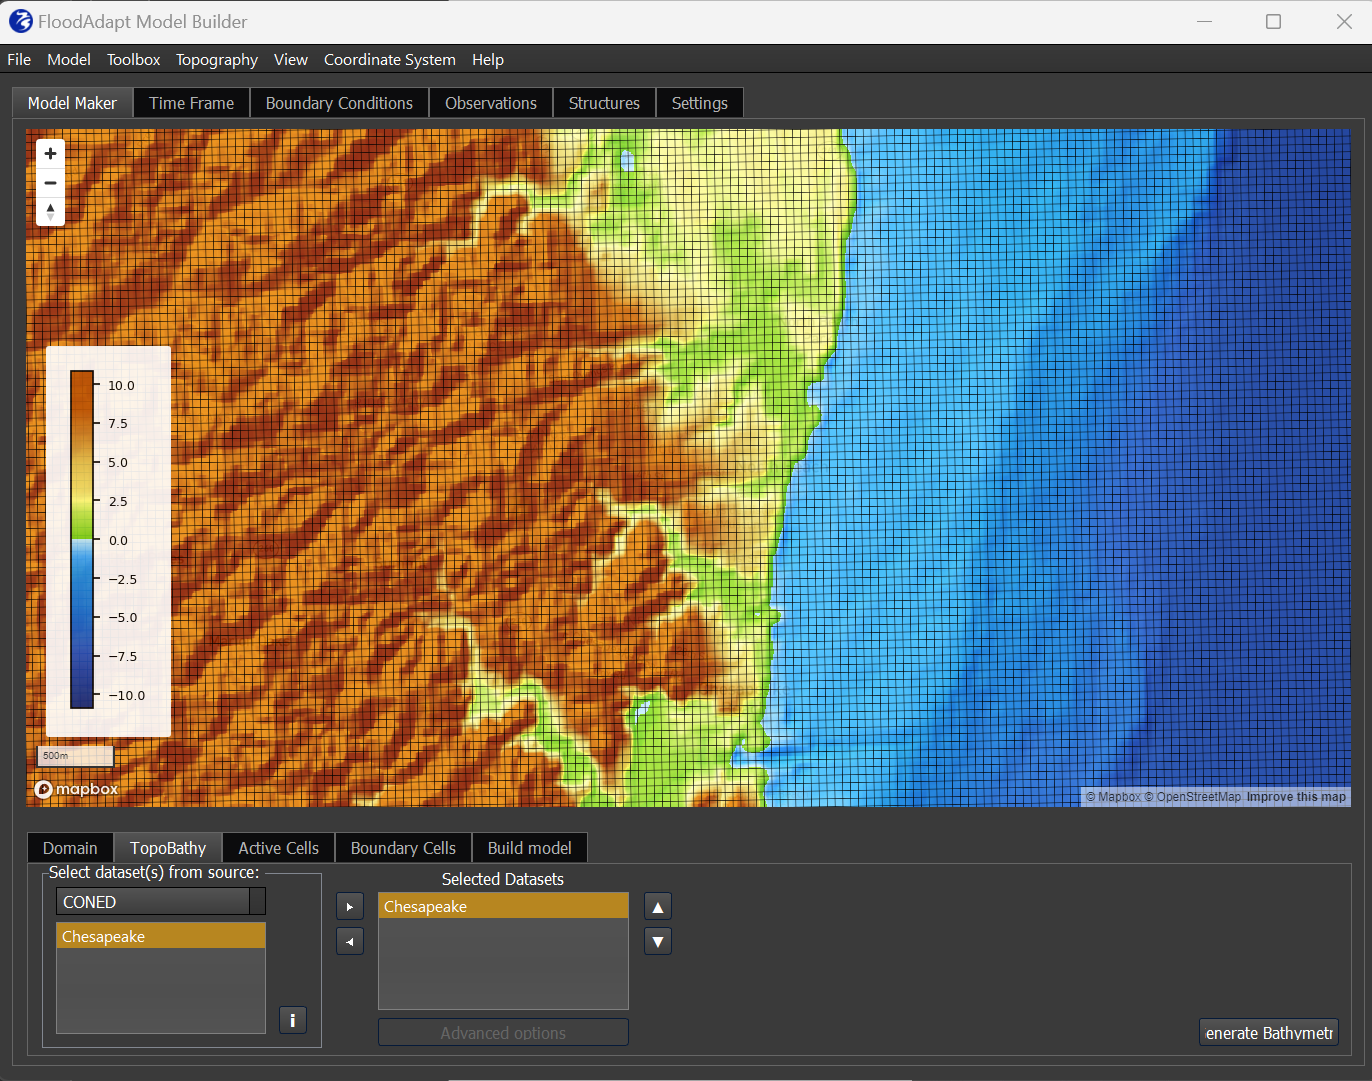 FloodAdapt Model Builder
File Model Toolbox Topography View Coordinate System Help
Model Maker Time Frame Boundary Conditions Observations Structures Settings
10.0
7.5
5.0
2.5
0.0
−2.5
−5.0
−7.5
−10.0
500m
mapbox
© Mapbox © OpenStreetMap Improve this map
Domain TopoBathy Active Cells Boundary Cells Build model
Select dataset(s) from source:
CONED
Chesapeake
i
Selected Datasets
Chesapeake
Advanced options
enerate Bathymetr